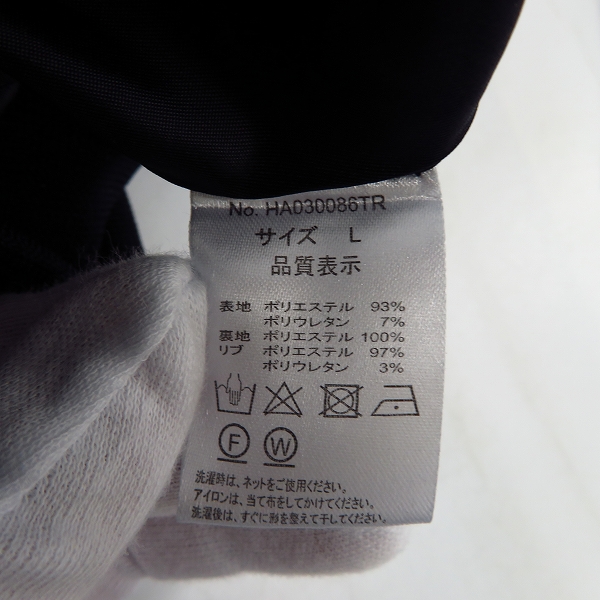 No. HA030086TR
サイズ L
品質表示
表地 ポリエステル 93%
ポリウレタン 7%
裏地 ポリエステル 100%
リブ ポリエステル 97%
ポリウレタン 3%
F W
洗濯時は、ネットをご使用ください。
アイロンは、当て布をしてかけてください。
洗濯後は、すぐに形を整えて干してください。